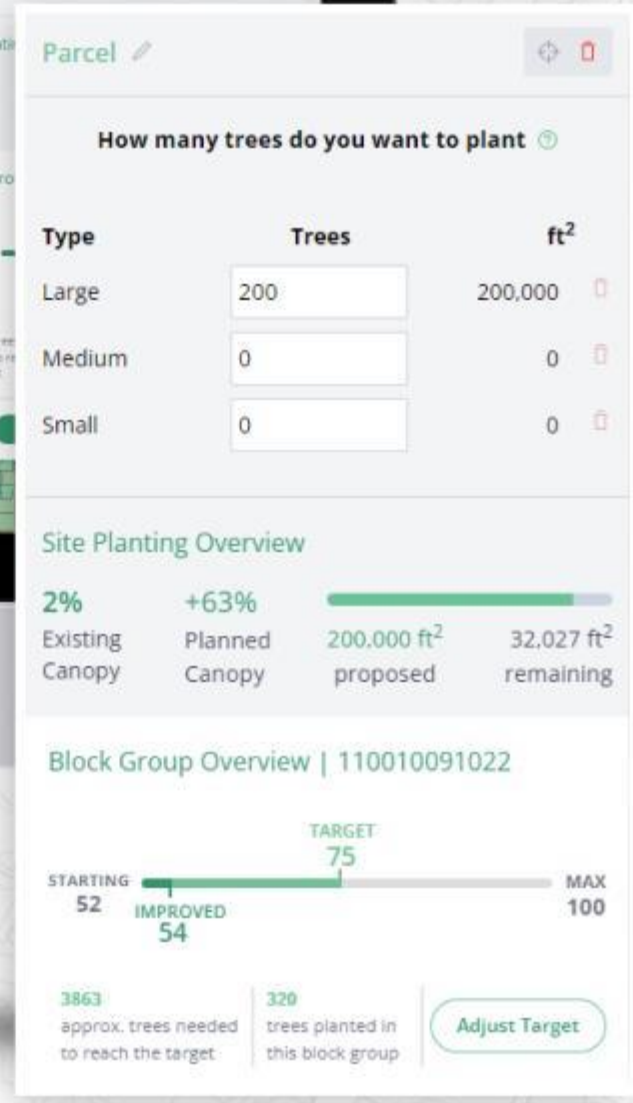 Parcel
How many trees do you want to plant
Type Trees ft²
Large 200 200,000
Medium 0 0
Small 0 0
Site Planting Overview
2% +63%
Existing Planned 200,000 ft² 32,027 ft²
Canopy Canopy proposed remaining
Block Group Overview | 110010091022
TARGET
75
STARTING MAX
52 IMPROVED 100
54
3863 320
approx. trees needed trees planted in Adjust Target
to reach the target this block group